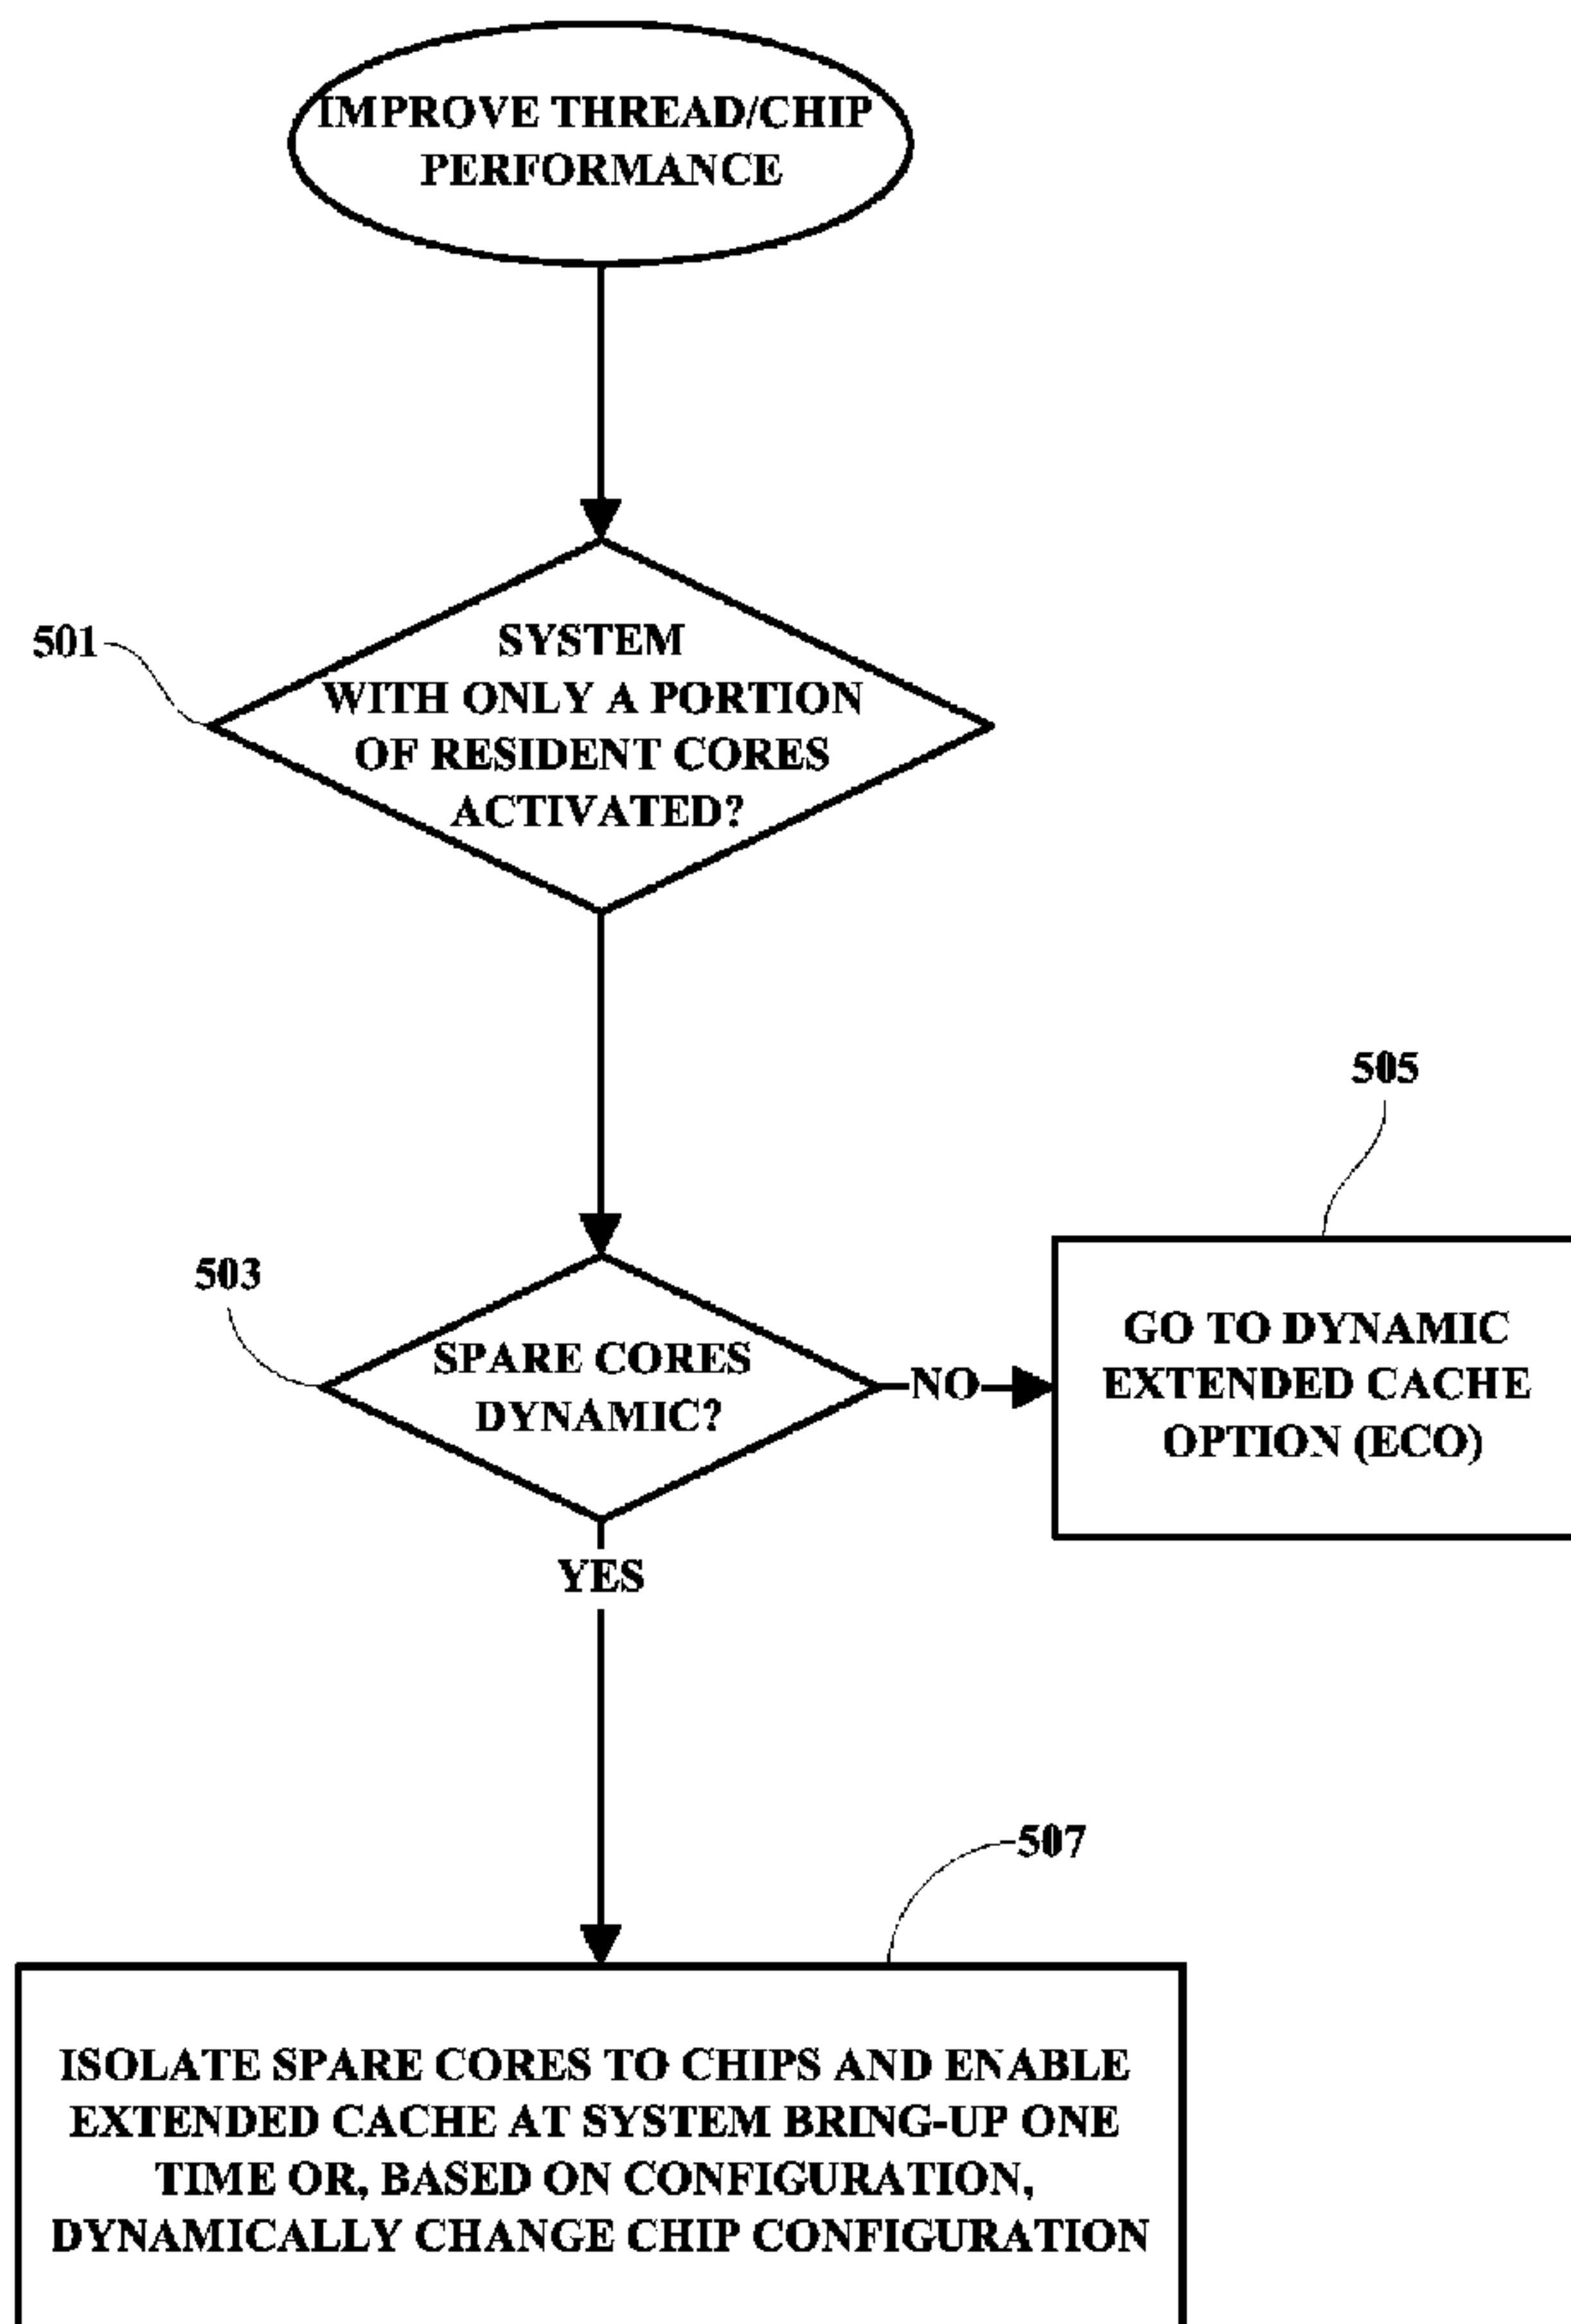 IMPROVE THREAD/CHIP
PERFORMANCE
501
SYSTEM
WITH ONLY A PORTION
OF RESIDENT CORES
ACTIVATED?
505
503
SPARE CORES
DYNAMIC?
NO
GO TO DYNAMIC
EXTENDED CACHE
OPTION (ECO)
YES
507
ISOLATE SPARE CORES TO CHIPS AND ENABLE
EXTENDED CACHE AT SYSTEM BRING-UP ONE
TIME OR, BASED ON CONFIGURATION,
DYNAMICALLY CHANGE CHIP CONFIGURATION